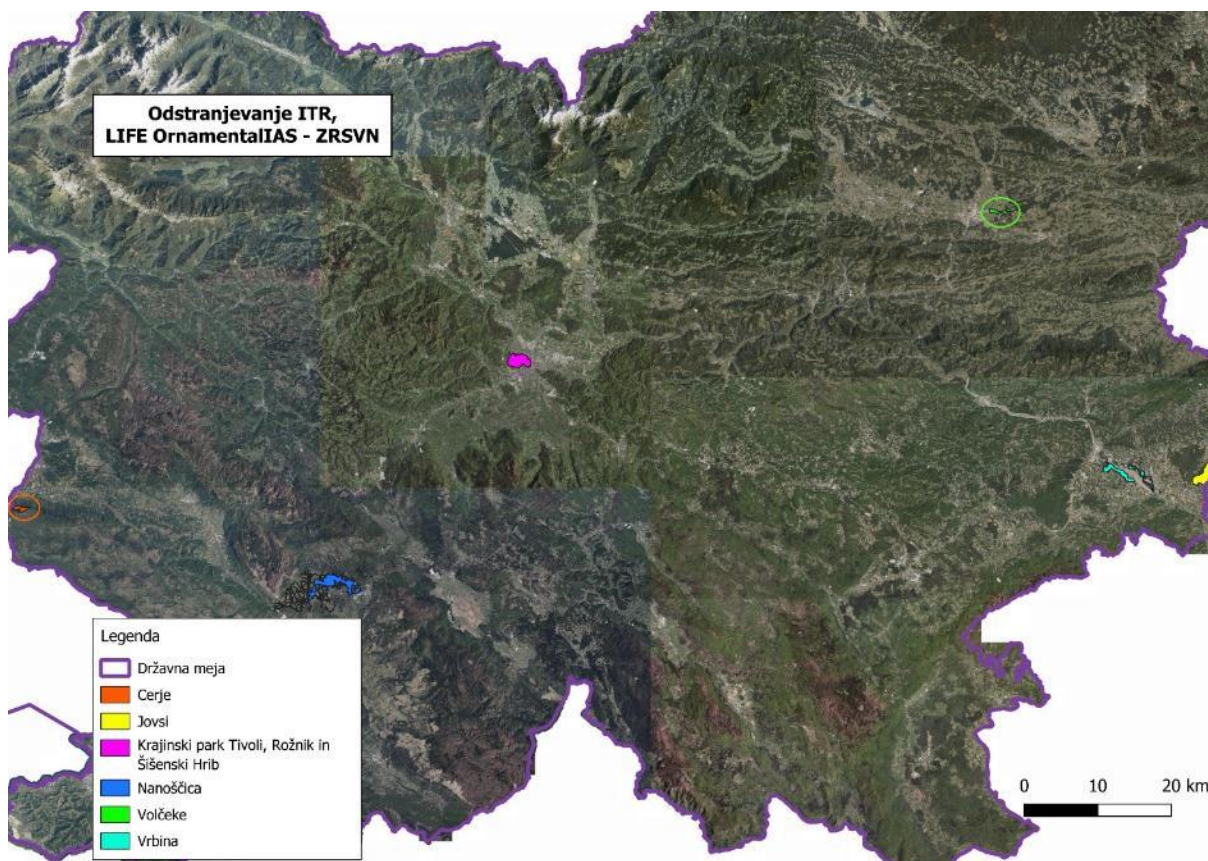 Odstranjevanje ITR,
LIFE OrnamentalIAS - ZRSVN
Legenda
Državna meja
Cerje
Jovsi
Krajinski park Tivoli, Rožnik in
Šišenski Hrib
Nanoščica
Volčeke
Vrbina
0 10 20 km